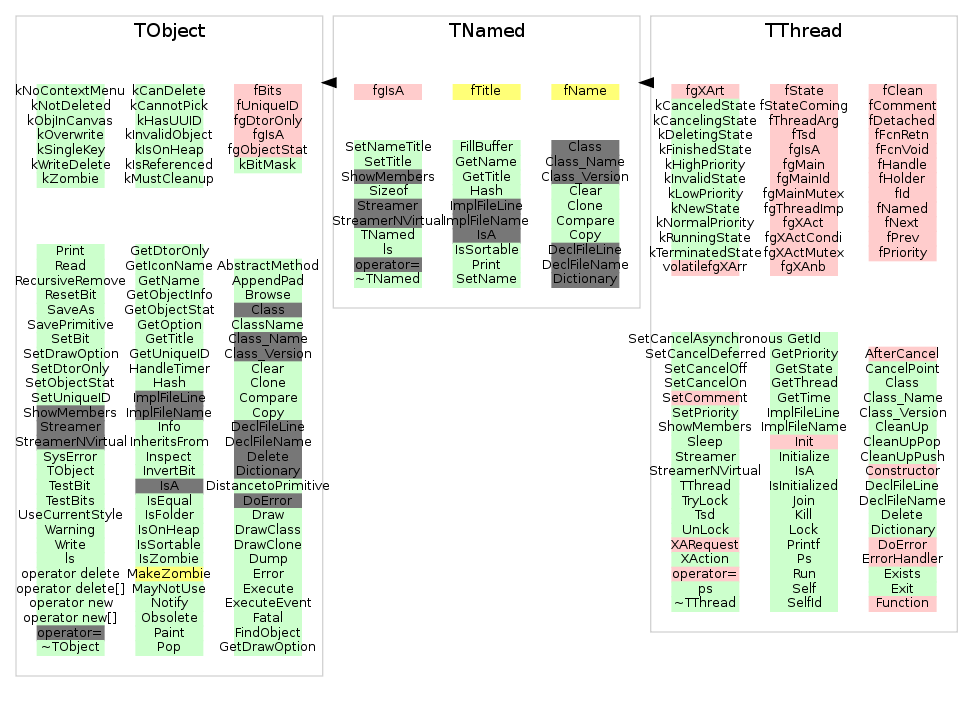 TObject
kNoContextMenu
kNotDeleted
kObjInCanvas
kOverwrite
kSingleKey
kWriteDelete
kZombie
kCanDelete
kCannotPick
kHasUUID
kInvalidObject
kIsOnHeap
kIsReferenced
kMustCleanup
fBits
fUniqueID
fgDtorOnly
fgIsA
fgObjectStat
kBitMask
Print
Read
RecursiveRemove
ResetBit
SaveAs
SavePrimitive
SetBit
SetDrawOption
SetDtorOnly
SetObjectStat
SetUniqueID
ShowMembers
Streamer
StreamerNVirtual
SysError
TObject
TestBit
TestBits
UseCurrentStyle
Warning
Write
ls
operator delete
operator delete[]
operator new
operator new[]
operator=
~TObject
GetDtorOnly
GetIconName
GetName
GetObjectInfo
GetObjectStat
GetOption
GetTitle
GetUniqueID
HandleTimer
Hash
ImplFileLine
ImplFileName
Info
InheritsFrom
Inspect
InvertBit
IsA
IsEqual
IsFolder
IsOnHeap
IsSortable
IsZombie
MakeZombie
MayNotUse
Notify
Obsolete
Paint
Pop
AbstractMethod
AppendPad
Browse
Class
ClassName
Class_Name
Class_Version
Clear
Clone
Compare
Copy
DeclFileLine
DeclFileName
Delete
Dictionary
DistancetoPrimitive
DoError
Draw
DrawClass
DrawClone
Dump
Error
Execute
ExecuteEvent
Fatal
FindObject
GetDrawOption
TNamed
fgIsA
fTitle
fName
SetNameTitle
SetTitle
ShowMembers
Sizeof
Streamer
StreamerNVirtual
TNamed
ls
operator=
~TNamed
FillBuffer
GetName
GetTitle
Hash
ImplFileLine
ImplFileName
IsA
IsSortable
Print
SetName
Class
Class_Name
Class_Version
Clear
Clone
Compare
Copy
DeclFileLine
DeclFileName
Dictionary
TThread
fgXArt
kCanceledState
kCancelingState
kDeletingState
kFinishedState
kHighPriority
kInvalidState
kLowPriority
kNewState
kNormalPriority
kRunningState
kTerminatedState
volatilefgXArr
fState
fStateComing
fThreadArg
fTsd
fgIsA
fgMain
fgMainId
fgMainMutex
fgThreadImp
fgXAct
fgXActCondi
fgXActMutex
fgXAnb
fClean
fComment
fDetached
fFcnRetn
fFcnVoid
fHandle
fHolder
fId
fNamed
fNext
fPrev
fPriority
SetCancelAsynchronous
SetCancelDeferred
SetCancelOff
SetCancelOn
SetComment
SetPriority
ShowMembers
Sleep
Streamer
StreamerNVirtual
TThread
TryLock
Tsd
UnLock
XARequest
XAction
operator=
ps
~TThread
GetId
GetPriority
GetState
GetThread
GetTime
ImplFileLine
ImplFileName
Init
Initialize
IsA
IsInitialized
Join
Kill
Lock
Printf
Ps
Run
Self
SelfId
AfterCancel
CancelPoint
Class
Class_Name
Class_Version
CleanUp
CleanUpPop
CleanUpPush
Constructor
DeclFileLine
DeclFileName
Delete
Dictionary
DoError
ErrorHandler
Exists
Exit
Function